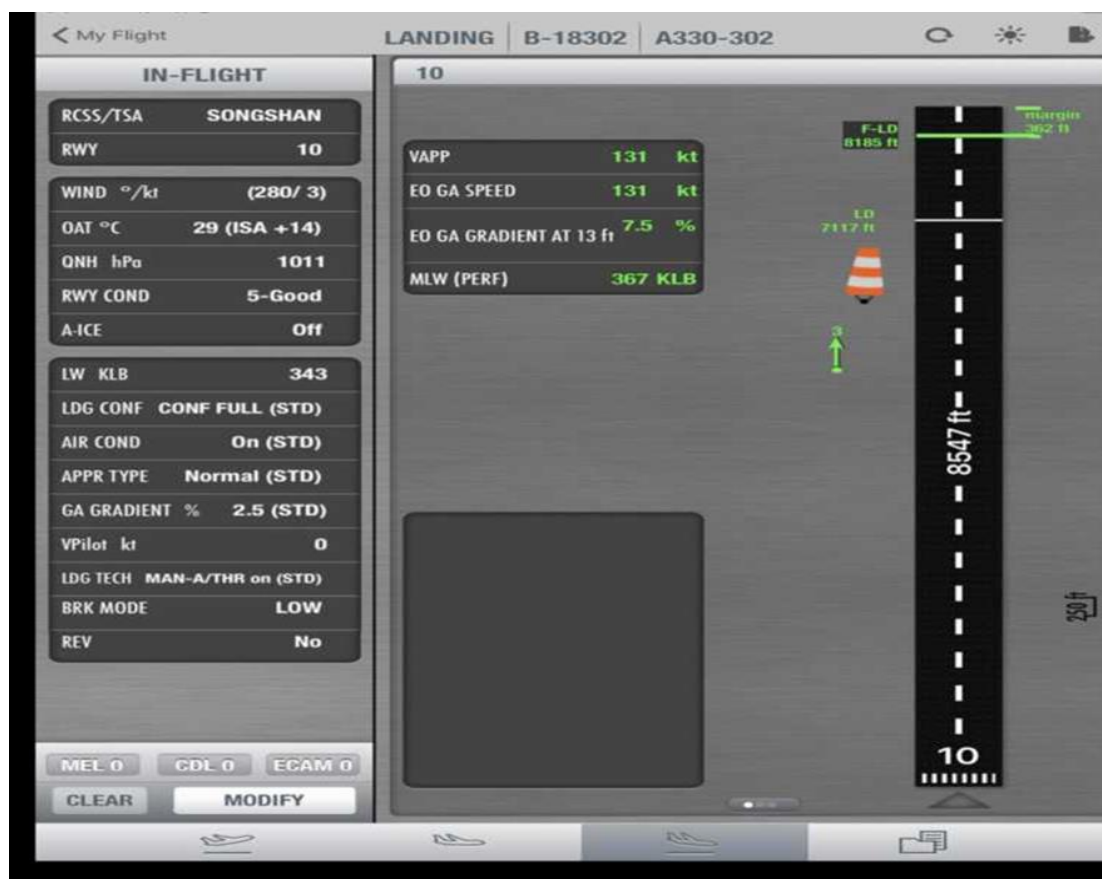 My Flight
LANDING B-18302 A330-302
IN-FLIGHT
RCSS/TSA SONGSHAN
RWY 10
WIND °/kt (280/ 3)
OAT °C 29 (ISA +14)
QNH hPa 1011
RWY COND 5-Good
A-ICE Off
LW KLB 343
LDG CONF CONF FULL (STD)
AIR COND On (STD)
APPR TYPE Normal (STD)
GA GRADIENT % 2.5 (STD)
VPilot kt 0
LDG TECH MAN-A/THR on (STD)
BRK MODE LOW
REV No
MEL 0 CDL 0 ECAM 0
CLEAR MODIFY
10
VAPP 131 kt
EO GA SPEED 131 kt
EO GA GRADIENT AT 13 ft 7.5 %
MLW (PERF) 367 KLB
F-LD
8185 ft
margin
362 ft
LD
7117 ft
3
8547 ft
250 ft
10